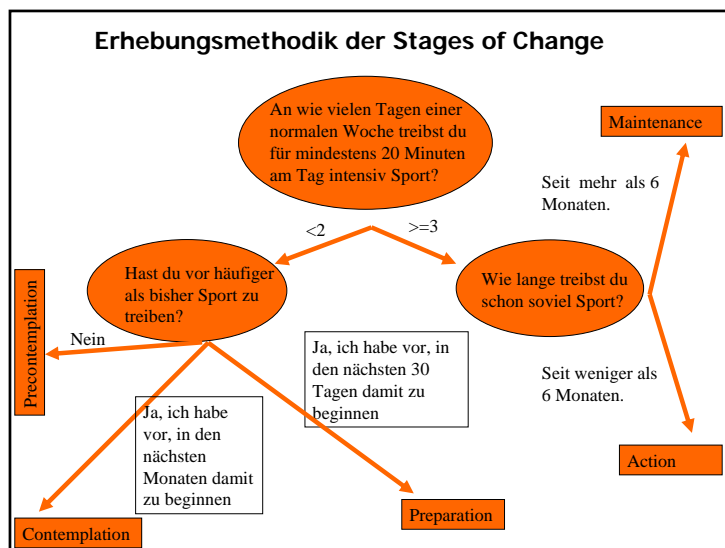 Erhebungsmethodik der Stages of Change
An wie vielen Tagen einer
normalen Woche treibst du
für mindestens 20 Minuten
am Tag intensiv Sport?
Maintenance
Seit mehr als 6
Monaten.
<2
>=3
Hast du vor häufiger
als bisher Sport zu
treiben?
Wie lange treibst du
schon soviel Sport?
Precontemplation
Nein
Ja, ich habe vor, in
den nächsten 30
Tagen damit zu
beginnen
Seit weniger als
6 Monaten.
Ja, ich habe
vor, in den
nächsten
Monaten damit
zu beginnen
Action
Preparation
Contemplation